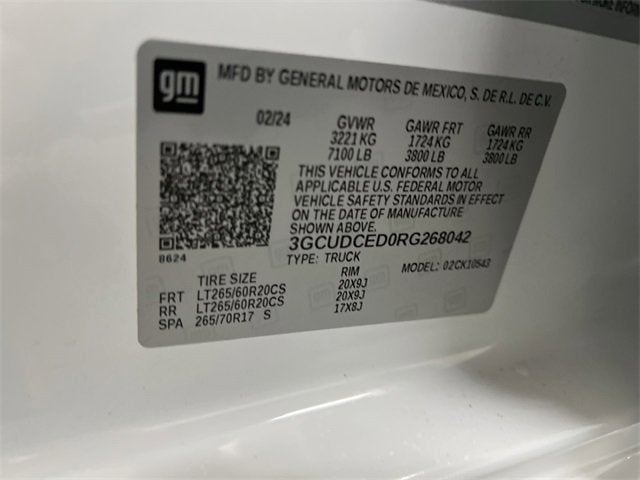 FOR MORE INFORM
gm
MFD BY GENERAL MOTORS DE MEXICO, S. DE R.L. DE C.V.
02/24 GVWR GAWR FRT GAWR RR
3221 KG 1724 KG 1724 KG
7100 LB 3800 LB 3800 LB
THIS VEHICLE CONFORMS TO ALL
APPLICABLE U.S. FEDERAL MOTOR
VEHICLE SAFETY STANDARDS IN EFFECT
ON THE DATE OF MANUFACTURE
SHOWN ABOVE.
3GCUDCED0RG268042
8624
TYPE: TRUCK MODEL: 02CK10543
TIRE SIZE RIM
FRT LT265/60R20CS 20X9J
RR LT265/60R20CS 20X9J
SPA 265/70R17 S 17X8J